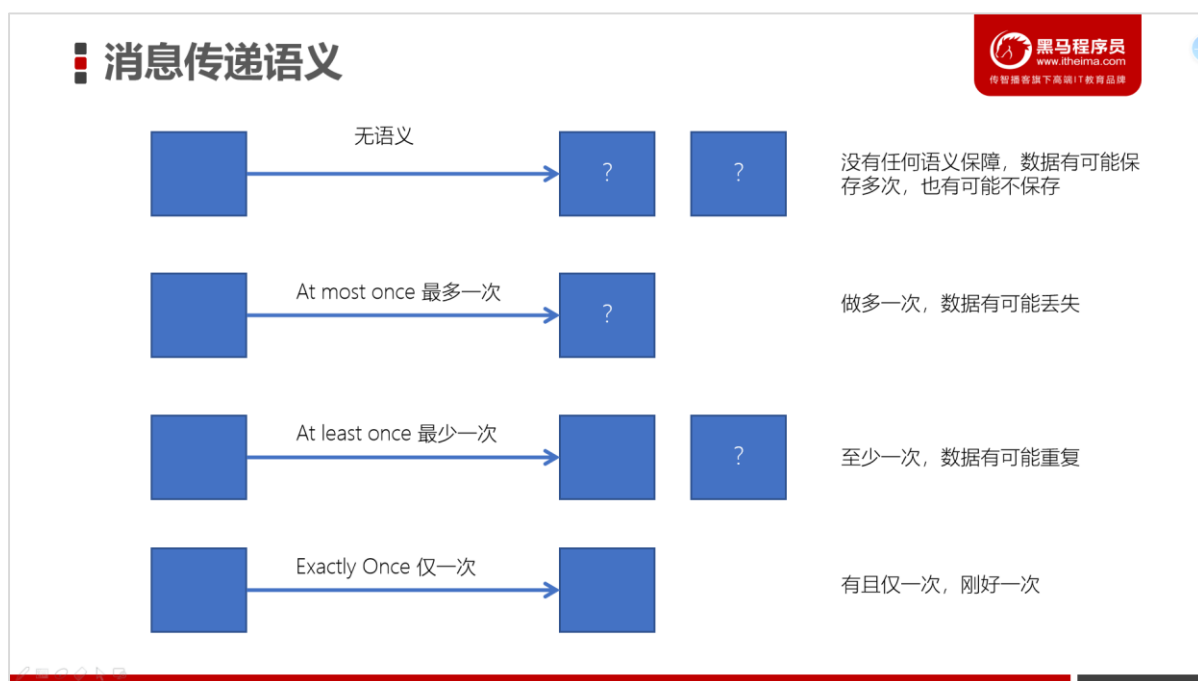 消息传递语义
黑马程序员
www.itheima.com
传智播客旗下高端IT教育品牌
无语义
?
?
没有任何语义保障，数据有可能保
存多次，也有可能不保存
At most once 最多一次
?
做多一次，数据有可能丢失
At least once 最少一次
?
至少一次，数据有可能重复
Exactly Once 仅一次
有且仅一次，刚好一次